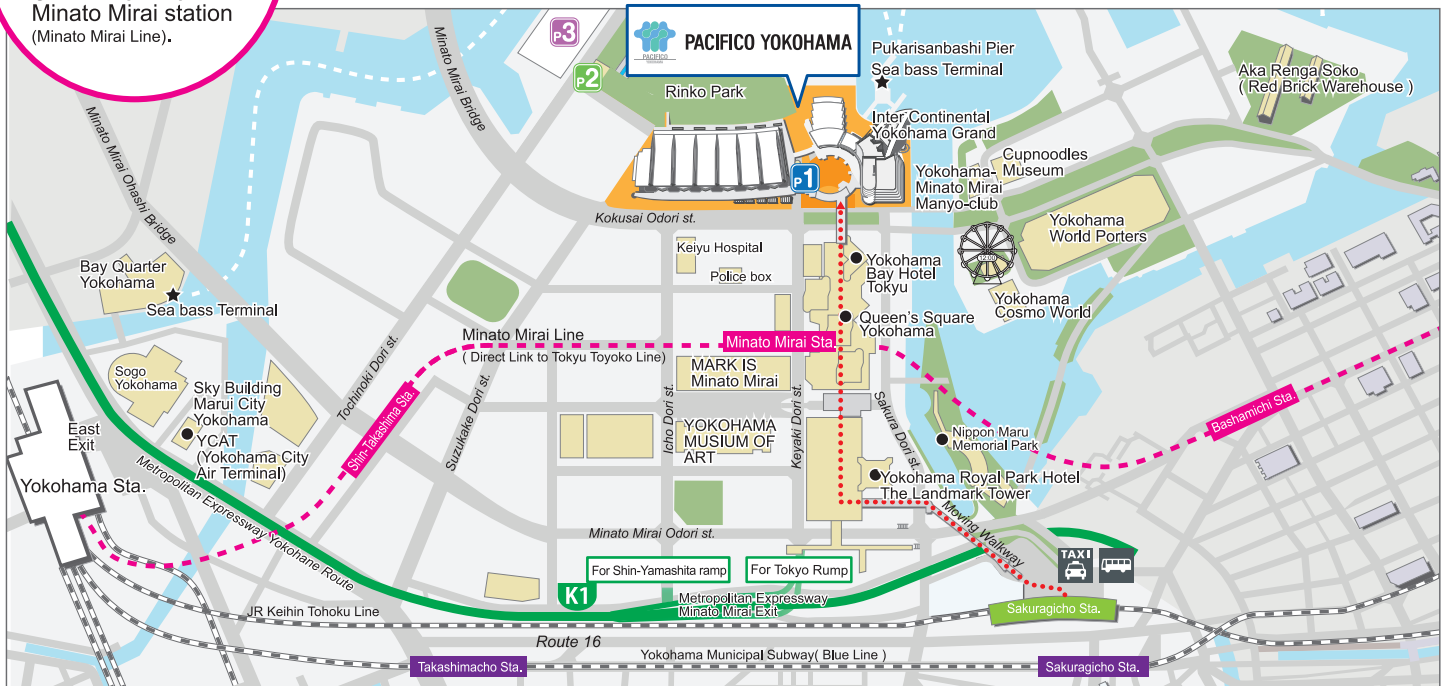 Minato Mirai station
(Minato Mirai Line).
P3
P2
PACIFICO
PACIFICO YOKOHAMA
Pukarisanbashi Pier
Sea bass Terminal
Rinko Park
Aka Renga Soko
( Red Brick Warehouse )
Minato Mirai Bridge
Minato Mirai Ohashi Bridge
Inter Continental
Yokohama Grand
Cupnoodles
Museum
P1
Yokohama-
Minato Mirai
Manyo-club
Kokusai Odori st.
Yokohama
World Porters
Keiyu Hospital
Police box
Yokohama
Bay Hotel
Tokyu
Bay Quarter
Yokohama
Sea bass Terminal
Yokohama
Cosmo World
Queen's Square
Yokohama
Minato Mirai Line
( Direct Link to Tokyu Toyoko Line)
Minato Mirai Sta.
MARK IS
Minato Mirai
Sogo
Yokohama
Sky Building
Marui City
Yokohama
YCAT
(Yokohama City
Air Terminal)
Tochinoki Dori st.
Shin-Takashima Sta.
Suzukake Dori st.
Icho Dori st.
Keyaki Dori st.
Sakura Dori st.
Bashamichi Sta.
East
Exit
YOKOHAMA
MUSIUM OF
ART
Nippon Maru
Memorial Park
Yokohama Sta.
Yokohama Royal Park Hotel
The Landmark Tower
Metropolitan Expressway Yokohane Route
Minato Mirai Odori st.
Moving Walkway
For Shin-Yamashita ramp
For Tokyo Rump
TAXI
K1
Metropolitan Expressway
Minato Mirai Exit
JR Keihin Tohoku Line
Sakuragicho Sta.
Route 16
Yokohama Municipal Subway( Blue Line )
Takashimacho Sta.
Sakuragicho Sta.